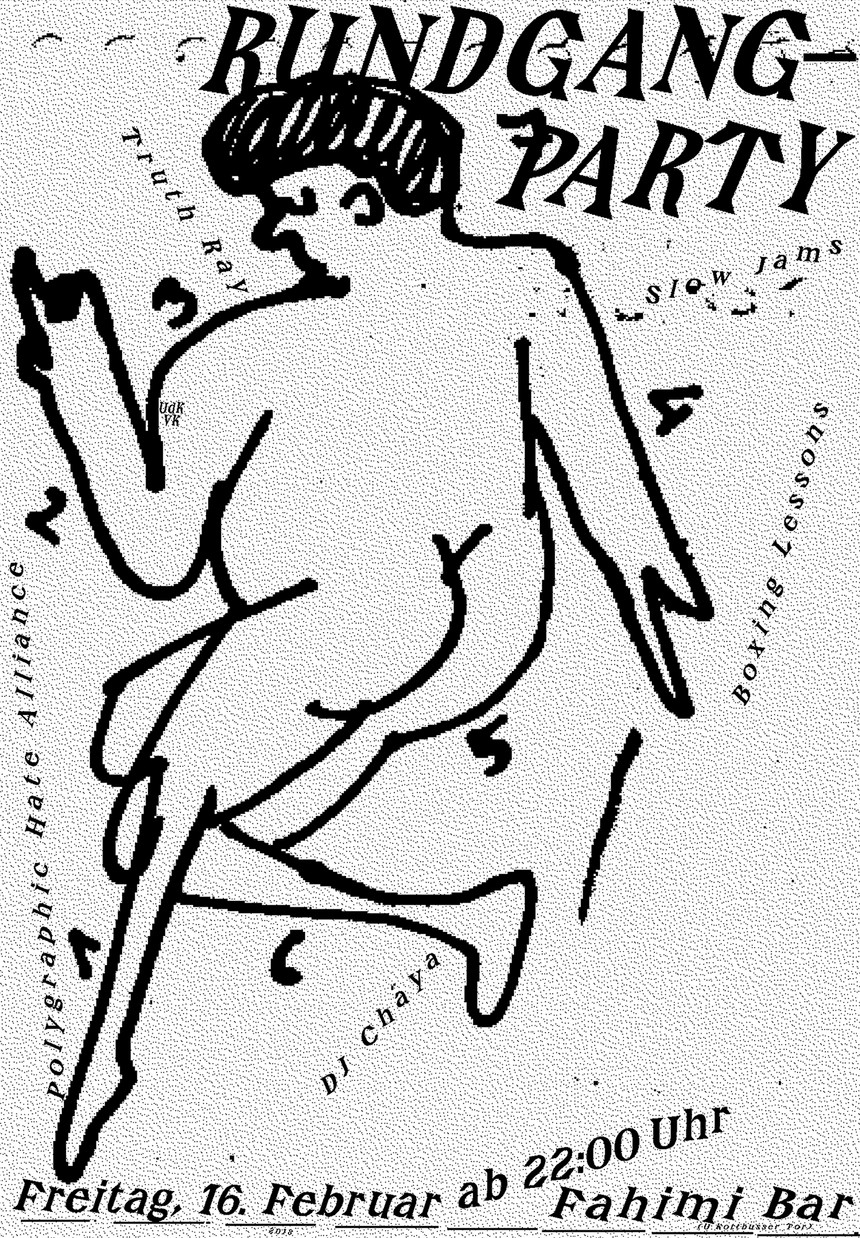 RUNDGANG-
PARTY
Truth Ray
Slow Jams
3
UdK
VK
4
Boxing Lessons
2
Polygraphic Hate Alliance
5
1
6
DJ Cháya
ab 22:00 Uhr
Freitag, 16. Februar
Fahimi Bar
(U Kottbusser Tor)
2018